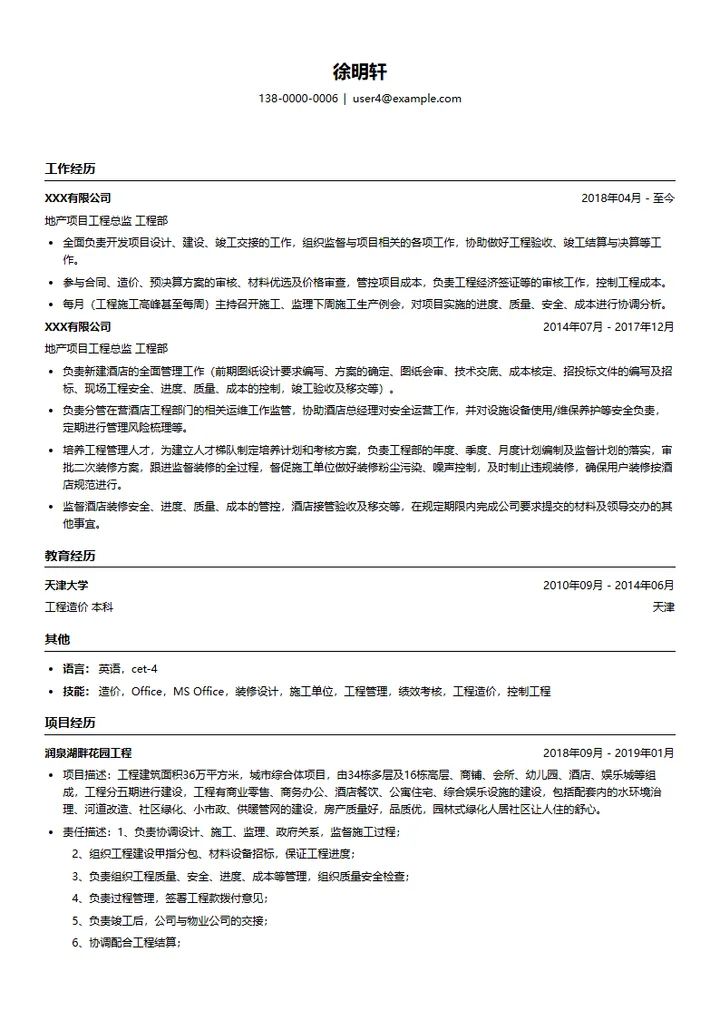 徐明轩
138-0000-0006 | user4@example.com
工作经历
XXX有限公司 2018年04月 - 至今
地产项目工程总监 工程部
• 全面负责开发项目设计、建设、竣工交接的工作，组织监督与项目相关的各项工作，协助做好工程验收、竣工结算与决算等工
作。
• 参与合同、造价、预决算方案的审核、材料优选及价格审查，管控项目成本，负责工程经济签证等的审核工作，控制工程成本。
• 每月（工程施工高峰甚至每周）主持召开施工、监理下周施工生产例会，对项目实施的进度、质量、安全、成本进行协调分析。
XXX有限公司 2014年07月 - 2017年12月
地产项目工程总监 工程部
• 负责新建酒店的全面管理工作（前期图纸设计要求编写、方案的确定、图纸会审、技术交底、成本核定、招投标文件的编写及招
标、现场工程安全、进度、质量、成本的控制，竣工验收及移交等）。
• 负责分管在营酒店工程部门的相关运维工作监管，协助酒店总经理对安全运营工作，并对设施设备使用/维保养护等安全负责，
定期进行管理风险梳理等。
• 培养工程管理人才，为建立人才梯队制定培养计划和考核方案，负责工程部的年度、季度、月度计划编制及监督计划的落实，审
批二次装修方案，跟进监督装修的全过程，督促施工单位做好装修粉尘污染、噪声控制，及时制止违规装修，确保用户装修按酒
店规范进行。
• 监督酒店装修安全、进度、质量、成本的管控，酒店接管验收及移交等，在规定期限内完成公司要求提交的材料及领导交办的其
他事宜。
教育经历
天津大学 2010年09月 - 2014年06月
工程造价 本科 天津
其他
• 语言： 英语，cet-4
• 技能： 造价，Office，MS Office，装修设计，施工单位，工程管理，绩效考核，工程造价，控制工程
项目经历
润泉湖畔花园工程 2018年09月 - 2019年01月
• 项目描述：工程建筑面积36万平方米，城市综合体项目，由34栋多层及16栋高层、商铺、会所、幼儿园、酒店、娱乐城等组
成，工程分五期进行建设，工程有商业零售、商务办公、酒店餐饮、公寓住宅、综合娱乐设施的建设，包括配套内的水环境治
理、河道改造、社区绿化、小市政、供暖管网的建设，房产质量好，品质优，园林式绿化人居社区让人住的舒心。
• 责任描述：1、负责协调设计、施工、监理、政府关系，监督施工过程；
2、组织工程建设甲指分包、材料设备招标，保证工程进度；
3、负责组织工程质量、安全、进度、成本等管理，组织质量安全检查；
4、负责过程管理，签署工程款拨付意见；
5、负责竣工后，公司与物业公司的交接；
6、协调配合工程结算；